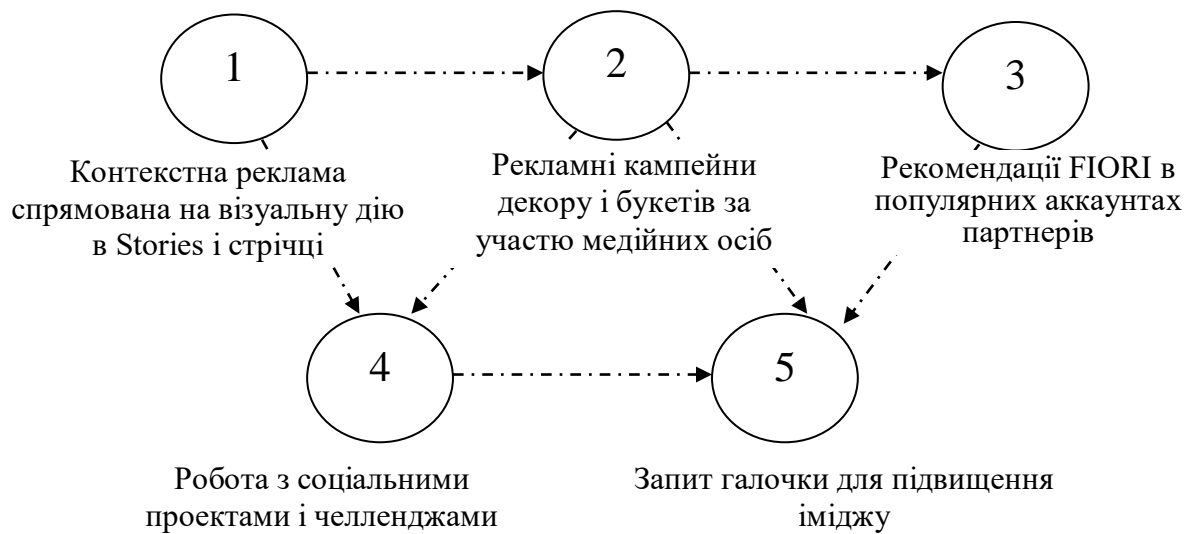 1
2
3
Контекстна реклама
спрямована на візуальну дію
в Stories і стрічці
Рекламні кампейни
декору і букетів за
участю медійних осіб
Рекомендації FIORI в
популярних аккаунтах
партнерів
4
5
Робота з соціальними
проектами і челленджами
Запит галочки для підвищення
іміджу